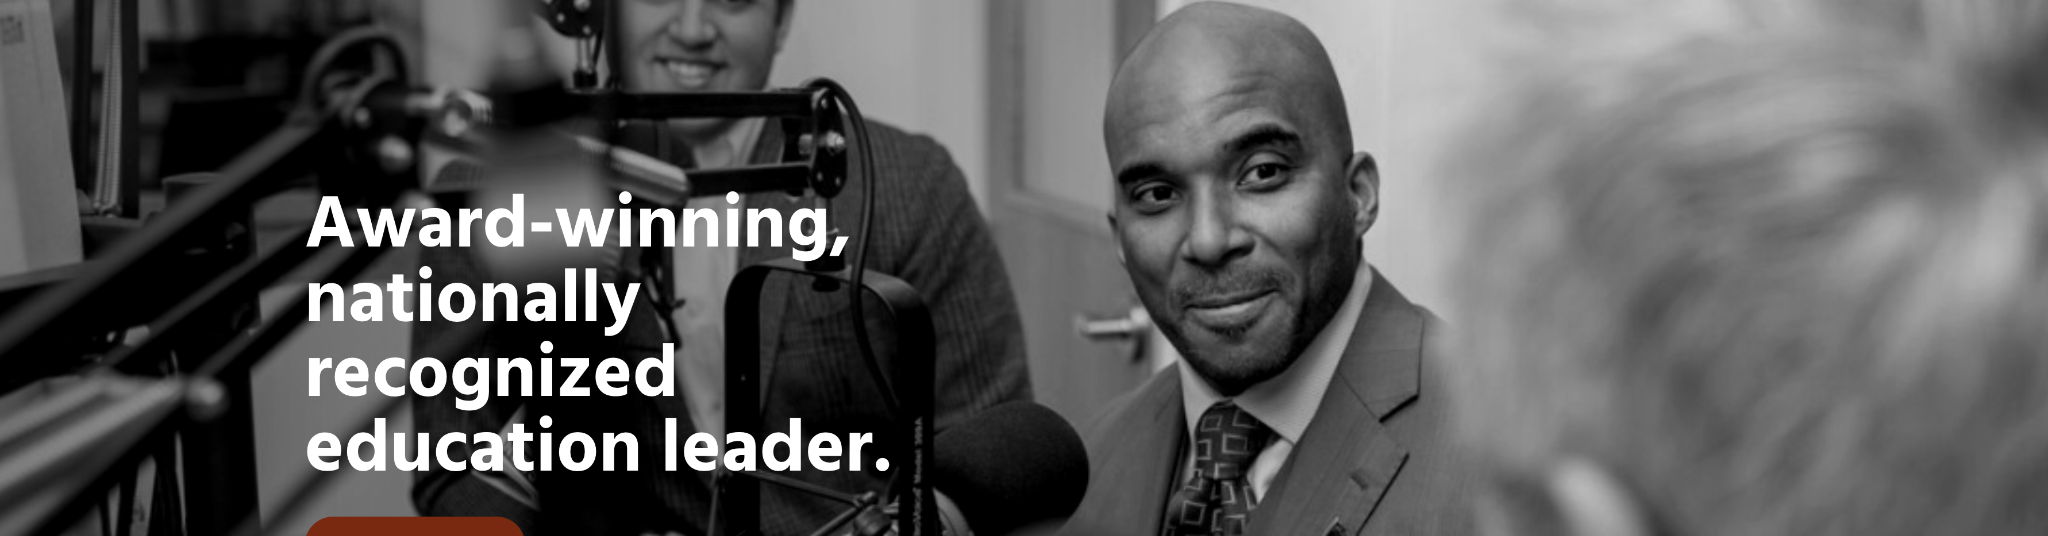 Award-winning,
nationally
recognized
education leader.